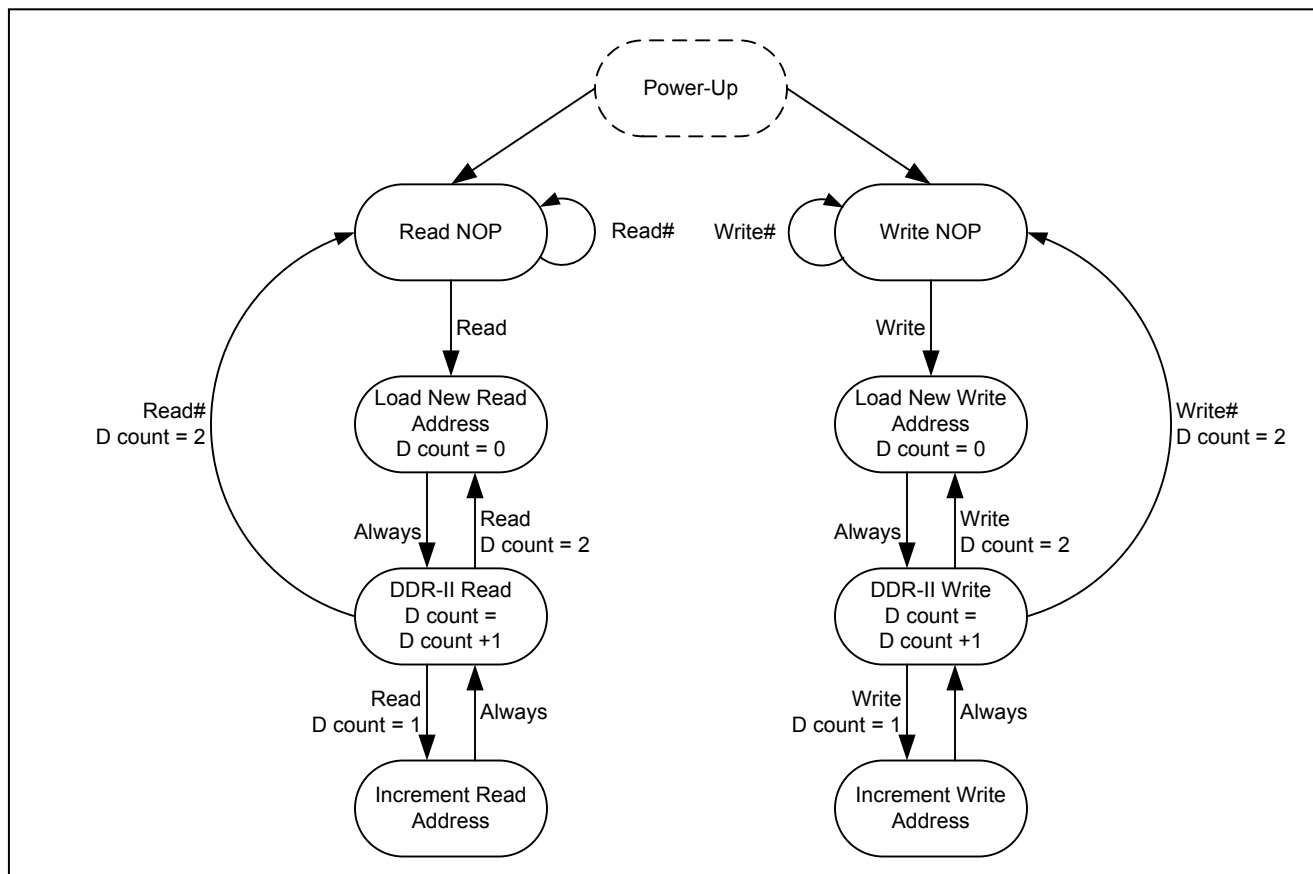 Power-Up
Read NOP
Read#
Write#
Write NOP
Read
Write
Load New Read
Address
D count = 0
Load New Write
Address
D count = 0
Read#
D count = 2
Write#
D count = 2
Always
Read
D count = 2
Always
Write
D count = 2
DDR-II Read
D count =
D count +1
DDR-II Write
D count =
D count +1
Read
D count = 1
Always
Write
D count = 1
Always
Increment Read
Address
Increment Write
Address